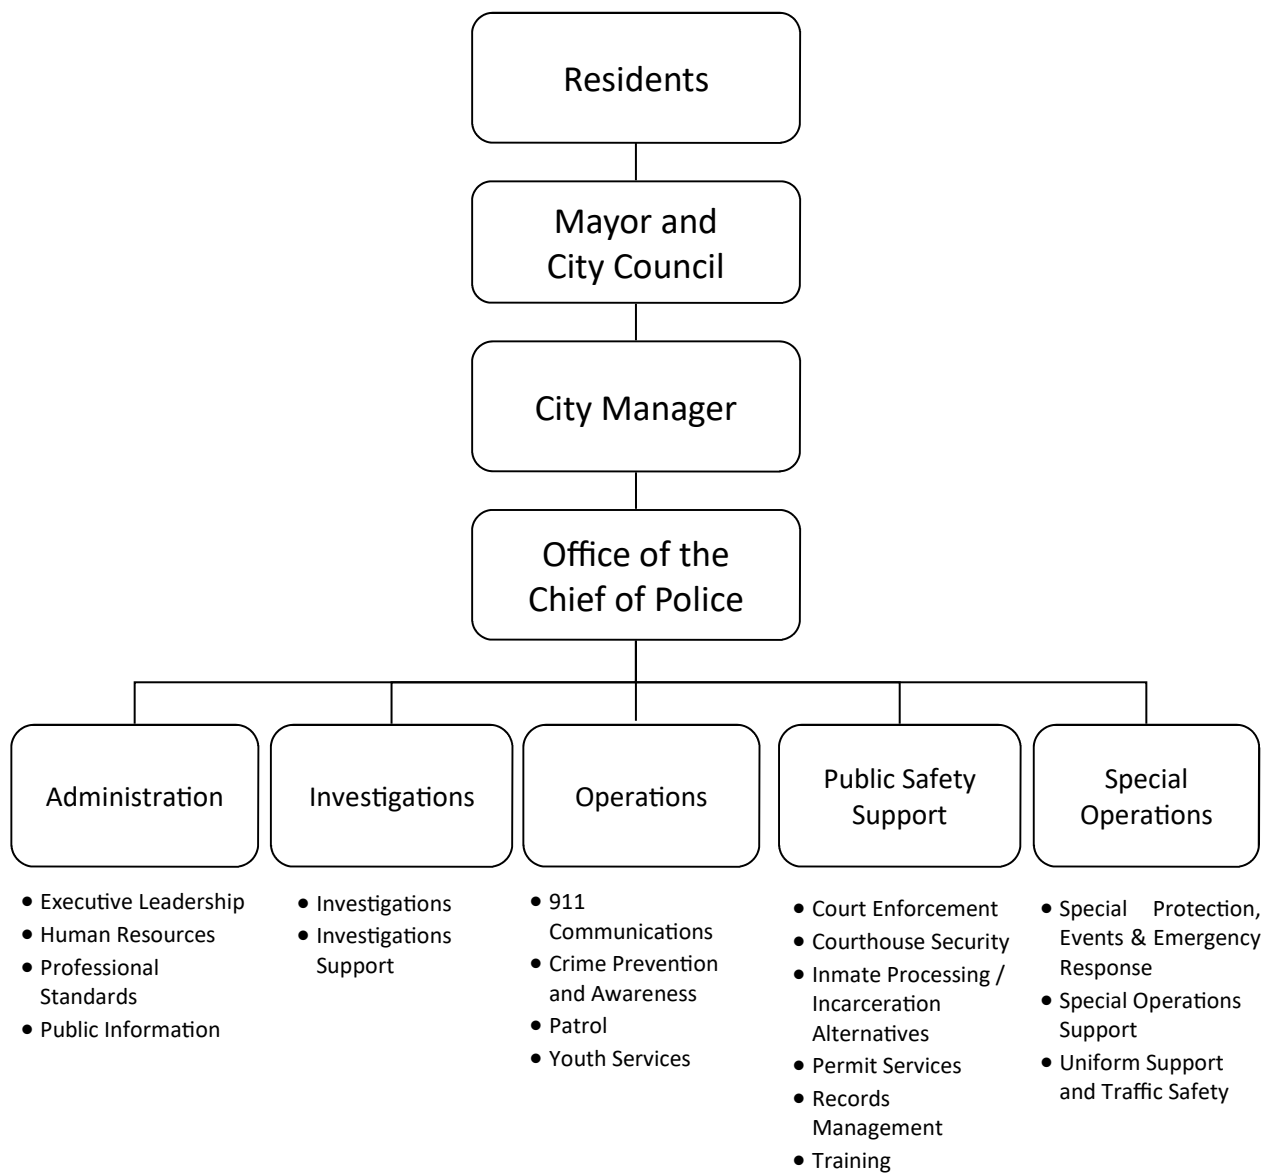 Residents
Mayor and
City Council
City Manager
Office of the
Chief of Police
Administration
Investigations
Operations
Public Safety
Support
Special
Operations
• Executive Leadership
• Human Resources
• Professional
Standards
• Public Information
• Investigations
• Investigations
Support
• 911
Communications
• Crime Prevention
and Awareness
• Patrol
• Youth Services
• Court Enforcement
• Courthouse Security
• Inmate Processing /
Incarceration
Alternatives
• Permit Services
• Records
Management
• Training
• Special Protection,
Events & Emergency
Response
• Special Operations
Support
• Uniform Support
and Traffic Safety